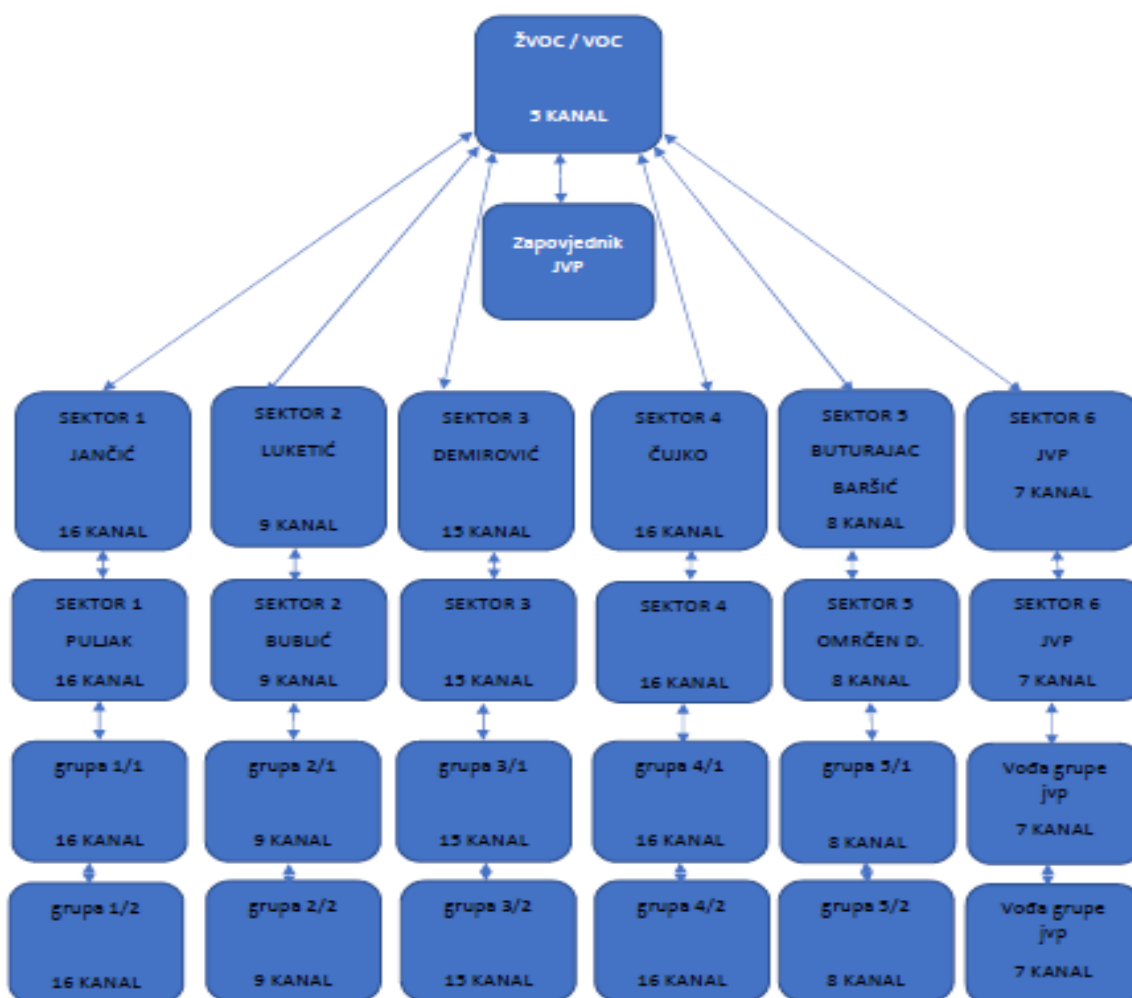 ŽVOC / VOC
5 KANAL
Zapovjednik
JVP
SEKTOR 1
JANČIĆ
16 KANAL
SEKTOR 2
LUKETIĆ
9 KANAL
SEKTOR 3
DEMIROVIĆ
15 KANAL
SEKTOR 4
ČUJKO
16 KANAL
SEKTOR 5
BUTURAJAC
BARŠIĆ
8 KANAL
SEKTOR 6
JVP
7 KANAL
SEKTOR 1
PULJAK
16 KANAL
SEKTOR 2
BUBLIĆ
9 KANAL
SEKTOR 3
15 KANAL
SEKTOR 4
16 KANAL
SEKTOR 5
OMRČEN D.
8 KANAL
SEKTOR 6
JVP
7 KANAL
grupa 1/1
16 KANAL
grupa 2/1
9 KANAL
grupa 3/1
15 KANAL
grupa 4/1
16 KANAL
grupa 5/1
8 KANAL
Vođa grupe
jvp
7 KANAL
grupa 1/2
16 KANAL
grupa 2/2
9 KANAL
grupa 3/2
15 KANAL
grupa 4/2
16 KANAL
grupa 5/2
8 KANAL
Vođa grupe
jvp
7 KANAL